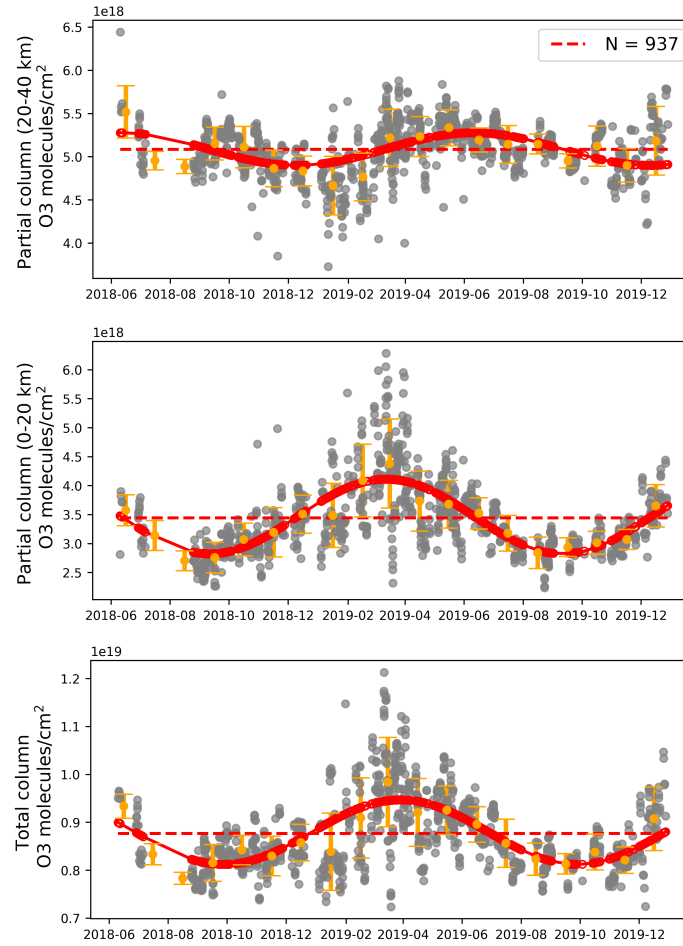 1e18
6.5
N = 937
6.0
5.5
5.0
4.5
4.0
Partial column (20-40 km)
O3 molecules/cm²
2018-06 2018-08 2018-10 2018-12 2019-02 2019-04 2019-06 2019-08 2019-10 2019-12
1e18
6.0
5.5
5.0
4.5
4.0
3.5
3.0
2.5
Partial column (0-20 km)
O3 molecules/cm²
2018-06 2018-08 2018-10 2018-12 2019-02 2019-04 2019-06 2019-08 2019-10 2019-12
1e19
1.2
1.1
1.0
0.9
0.8
0.7
Total column
O3 molecules/cm²
2018-06 2018-08 2018-10 2018-12 2019-02 2019-04 2019-06 2019-08 2019-10 2019-12